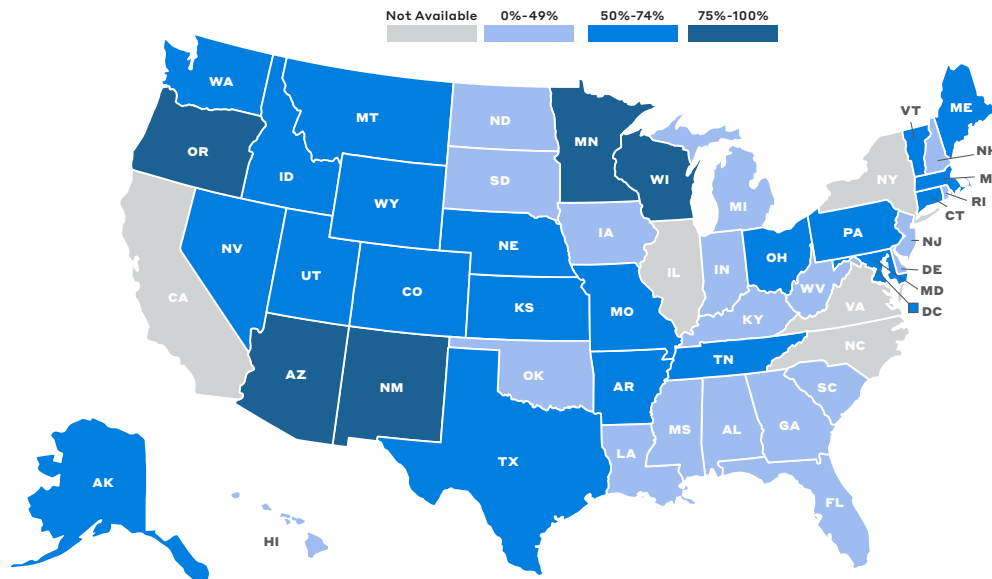 Not Available 0%-49% 50%-74% 75%-100%
WA
MT
ND
MN
VT
ME
OR
ID
SD
WI
NY
NH
M
RI
WY
MI
CT
NV
NE
IA
PA
NJ
UT
CO
IL
IN
OH
DE
CA
KS
MO
WV
VA
MD
DC
KY
NC
AZ
NM
OK
TN
AR
SC
MS
AL
GA
TX
LA
FL
AK
HI